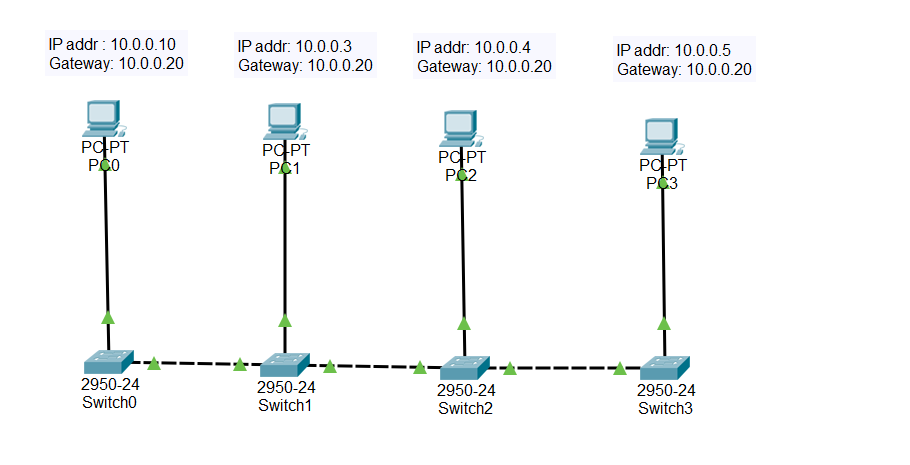 IP addr : 10.0.0.10
Gateway: 10.0.0.20
IP addr: 10.0.0.3
Gateway: 10.0.0.20
IP addr: 10.0.0.4
Gateway: 10.0.0.20
IP addr: 10.0.0.5
Gateway: 10.0.0.20
PC-PT
PC0
PC-PT
PC1
PC-PT
PC2
PC-PT
PC3
2950-24
Switch0
2950-24
Switch1
2950-24
Switch2
2950-24
Switch3